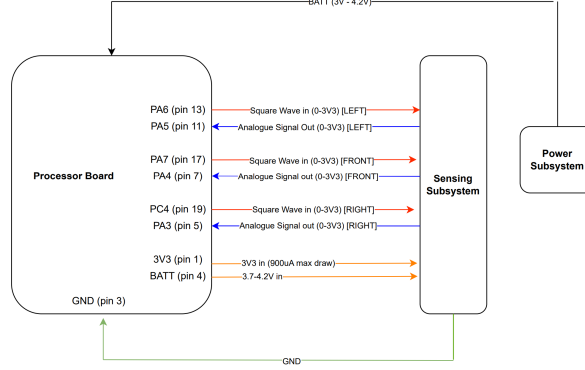 BATT (3V - 4.2V)
PA6 (pin 13)
Square Wave in (0-3V3) [LEFT]
PA5 (pin 11)
Analogue Signal Out (0-3V3) [LEFT]
PA7 (pin 17)
Square Wave in (0-3V3) [FRONT]
Processor Board
PA4 (pin 7)
Analogue Signal out (0-3V3) [FRONT]
Sensing
Subsystem
Power
Subsystem
PC4 (pin 19)
Square Wave in (0-3V3) [RIGHT]
PA3 (pin 5)
Analogue Signal out (0-3V3) [RIGHT]
3V3 (pin 1)
3V3 in (900uA max draw)
BATT (pin 4)
3.7-4.2V in
GND (pin 3)
GND